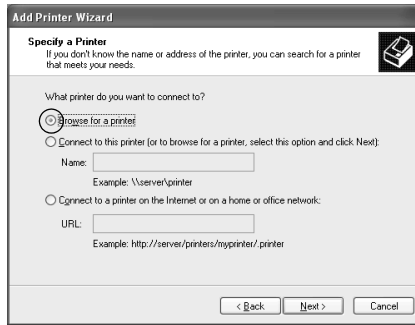 Add Printer Wizard
Specify a Printer
If you don't know the name or address of the printer, you can search for a printer
that meets your needs.
What printer do you want to connect to?
Browse for a printer
Connect to this printer (or to browse for a printer, select this option and click Next):
Name:
Example: \\server\printer
Connect to a printer on the Internet or on a home or office network:
URL:
Example: http://server/printers/myprinter/.printer
< Back Next > Cancel